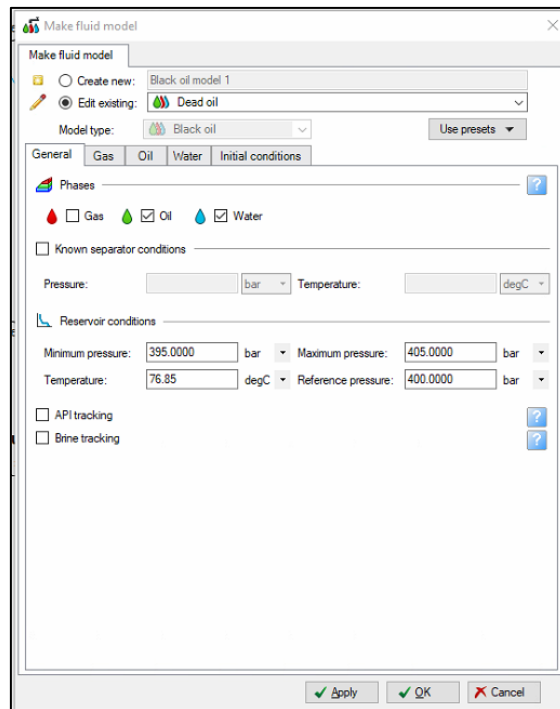 Make fluid model
Make fluid model
Create new: Black oil model 1
Edit existing: Dead oil
Model type: Black oil Use presets
General Gas Oil Water Initial conditions
Phases ?
Gas Oil Water
Known separator conditions
Pressure: bar Temperature: degC
Reservoir conditions
Minimum pressure: 395.0000 bar Maximum pressure: 405.0000 bar
Temperature: 76.85 degC Reference pressure: 400.0000 bar
API tracking ?
Brine tracking ?
Apply OK Cancel